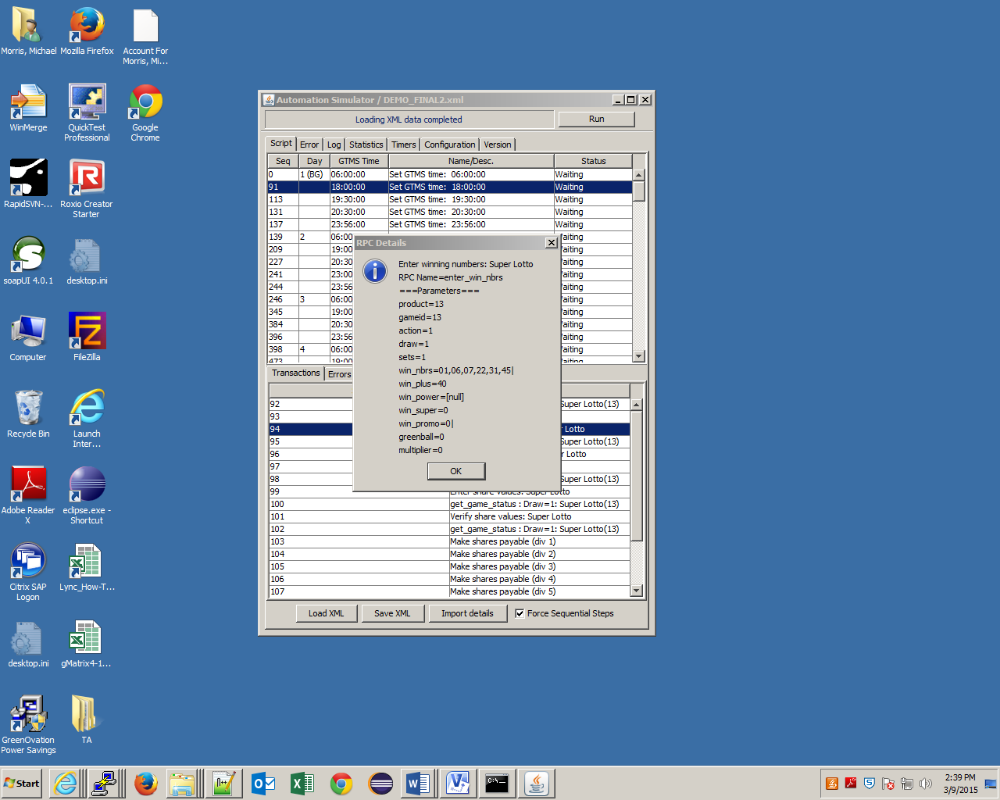 Morris, Michael
Mozilla Firefox
Account For
Morris, Mi...
WinMerge
QuickTest
Professional
Google
Chrome
RapidSVN-...
Roxio Creator
Starter
soapUI 4.0.1
desktop.ini
Computer
FileZilla
Recycle Bin
Launch
Inter...
Adobe Reader
X
eclipse.exe -
Shortcut
Citrix SAP
Logon
Lync_How-T...
desktop.ini
gMatrix4-1...
GreenOvation
Power Savings
TA
Automation Simulator / DEMO_FINAL2.xml
Loading XML data completed
Run
Script Error Log Statistics Timers Configuration Version
Seq Day GTMS Time Name/Desc. Status
0 1 (BG) 06:00:00 Set GTMS time: 06:00:00 Waiting
91 18:00:00 Set GTMS time: 18:00:00 Waiting
113 19:30:00 Set GTMS time: 19:30:00 Waiting
131 20:30:00 Set GTMS time: 20:30:00 Waiting
137 23:56:00 Set GTMS time: 23:56:00 Waiting
139 2 06:00 Waiting
209 19:00 Waiting
227 20:30 Waiting
241 23:00 Waiting
244 23:56 Waiting
246 3 06:00 Waiting
345 19:00 Waiting
384 20:30 Waiting
396 23:56 Waiting
398 4 06:00 Waiting
473 19:00 Waiting
RPC Details
Enter winning numbers: Super Lotto
RPC Name=enter_win_nbrs
===Parameters===
product=13
gameid=13
action=1
draw=1
sets=1
win_nbrs=01,06,07,22,31,45|
win_plus=40
win_power=[null]
win_super=0
win_promo=0|
greenball=0
multiplier=0
OK
Transactions Errors
92 Super Lotto(13)
93
94 r Lotto
95 Super Lotto(13)
96 r Lotto
97
98 Super Lotto(13)
99 Enter share values: Super Lotto
100 get_game_status : Draw=1: Super Lotto(13)
101 Verify share values: Super Lotto
102 get_game_status : Draw=1: Super Lotto(13)
103 Make shares payable (div 1)
104 Make shares payable (div 2)
105 Make shares payable (div 3)
106 Make shares payable (div 4)
107 Make shares payable (div 5)
Load XML Save XML Import details Force Sequential Steps
Start
2:39 PM
3/9/2015